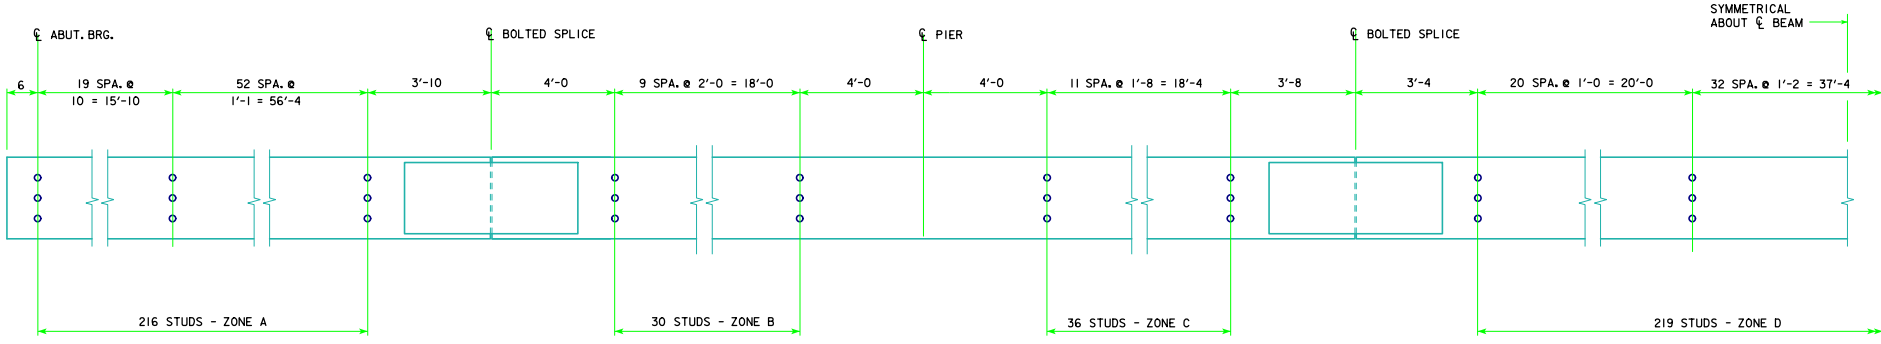 SYMMETRICAL
ABOUT ℄ BEAM
℄ ABUT. BRG.
℄ BOLTED SPLICE
℄ PIER
℄ BOLTED SPLICE
6
19 SPA. @
10 = 15'-10
52 SPA. @
1'-1 = 56'-4
3'-10
4'-0
9 SPA. @ 2'-0 = 18'-0
4'-0
4'-0
11 SPA. @ 1'-8 = 18'-4
3'-8
3'-4
20 SPA. @ 1'-0 = 20'-0
32 SPA. @ 1'-2 = 37'-4
216 STUDS - ZONE A
30 STUDS - ZONE B
36 STUDS - ZONE C
219 STUDS - ZONE D